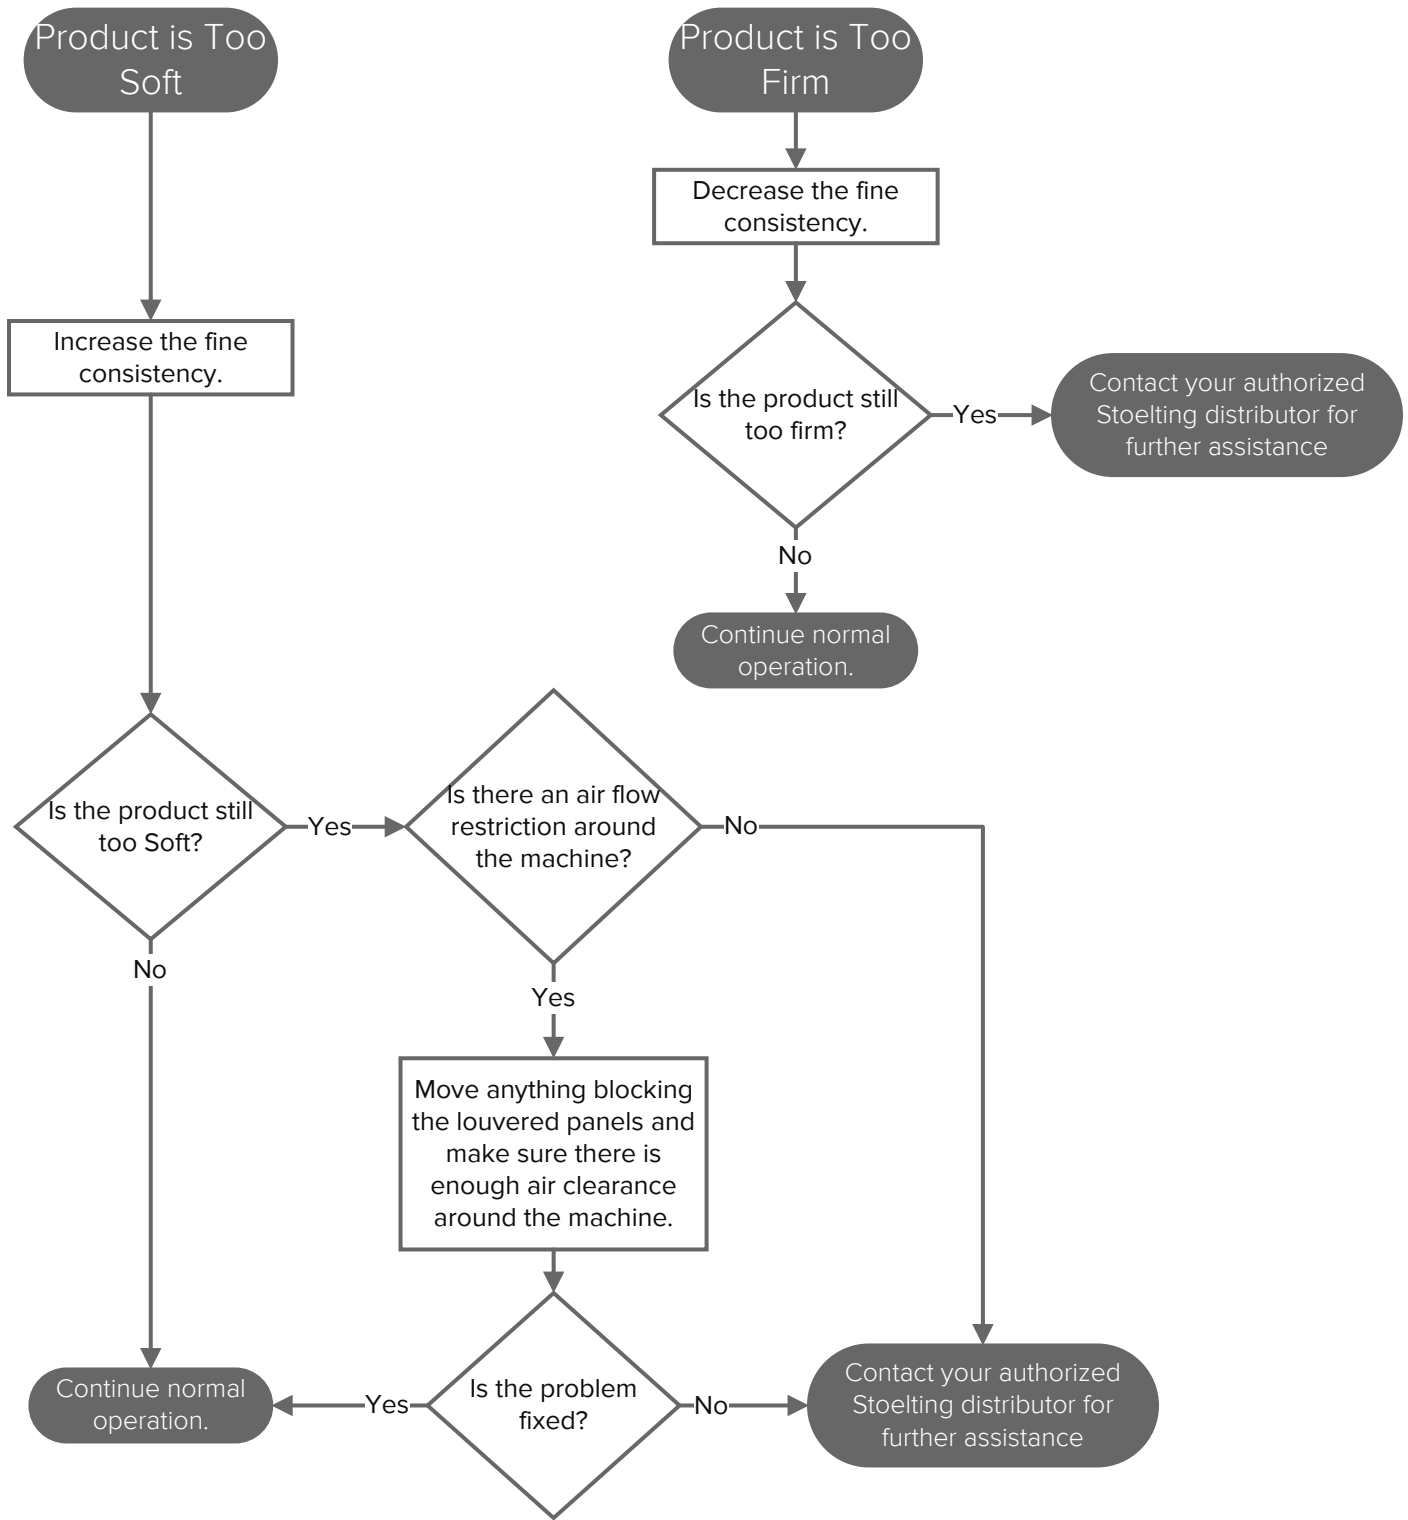 Product is Too
Soft
Product is Too
Firm
Decrease the fine
consistency.
Increase the fine
consistency.
Is the product still
too firm?
Yes
Contact your authorized
Stoelting distributor for
further assistance
No
Continue normal
operation.
Is the product still
too Soft?
Yes
Is there an air flow
restriction around
the machine?
No
No
Yes
Move anything blocking
the louvered panels and
make sure there is
enough air clearance
around the machine.
Continue normal
operation.
Yes
Is the problem
fixed?
No
Contact your authorized
Stoelting distributor for
further assistance